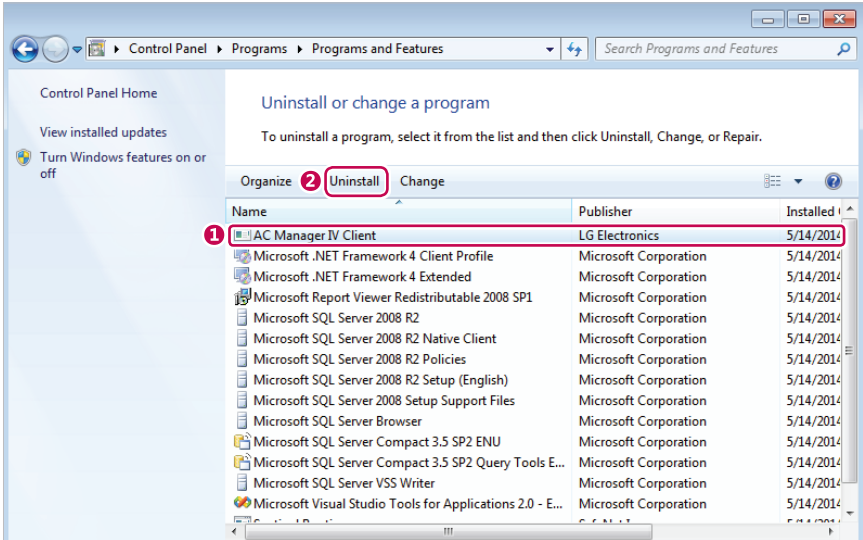 Control Panel Programs Programs and Features
Search Programs and Features
Control Panel Home
View installed updates
Turn Windows features on or
off
Uninstall or change a program
To uninstall a program, select it from the list and then click Uninstall, Change, or Repair.
Organize 2 Uninstall Change
Name Publisher Installed
1 AC Manager IV Client LG Electronics 5/14/2014
Microsoft .NET Framework 4 Client Profile Microsoft Corporation 5/14/2014
Microsoft .NET Framework 4 Extended Microsoft Corporation 5/14/2014
Microsoft Report Viewer Redistributable 2008 SP1 Microsoft Corporation 5/14/2014
Microsoft SQL Server 2008 R2 Microsoft Corporation 5/14/2014
Microsoft SQL Server 2008 R2 Native Client Microsoft Corporation 5/14/2014
Microsoft SQL Server 2008 R2 Policies Microsoft Corporation 5/14/2014
Microsoft SQL Server 2008 R2 Setup (English) Microsoft Corporation 5/14/2014
Microsoft SQL Server 2008 Setup Support Files Microsoft Corporation 5/14/2014
Microsoft SQL Server Browser Microsoft Corporation 5/14/2014
Microsoft SQL Server Compact 3.5 SP2 ENU Microsoft Corporation 5/14/2014
Microsoft SQL Server Compact 3.5 SP2 Query Tools E... Microsoft Corporation 5/14/2014
Microsoft SQL Server VSS Writer Microsoft Corporation 5/14/2014
Microsoft Visual Studio Tools for Applications 2.0 - E... Microsoft Corporation 5/14/2014